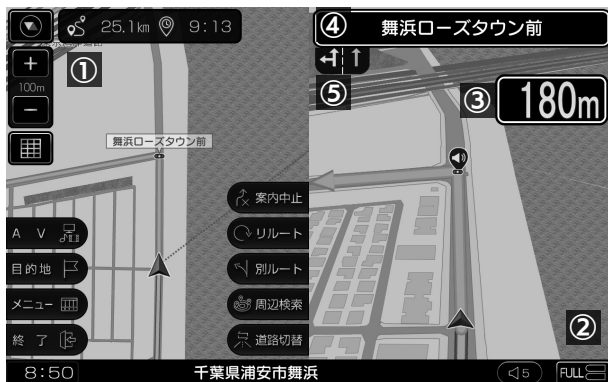 25.1km 9:13
①
100m
舞浜ローズタウン前
案内中止
A V
リルート
目的地
別ルート
メニュー
周辺検索
終了
道路切替
8:50
千葉県浦安市舞浜
④
舞浜ローズタウン前
⑤
③
180m
②
5
FULL